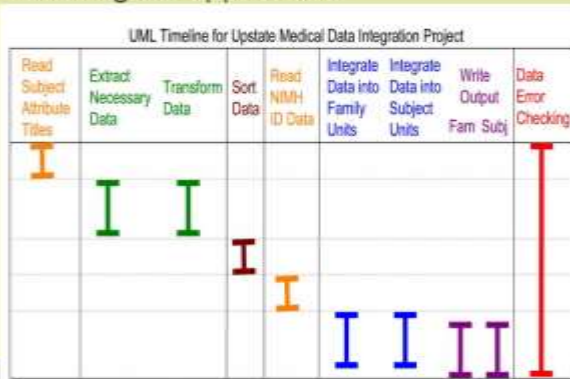 UML Timeline for Upstate Medical Data Integration Project
Read
Subject
Attribute
Titles
Extract
Necessary
Data
Transform
Data
Sort
Data
Read
NIMH
ID Data
Integrate
Data into
Family
Units
Integrate
Data into
Subject
Units
Write
Output
Fam Subj
Data
Error
Checking